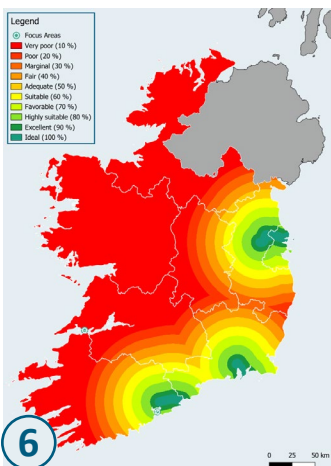 Legend
Focus Areas
Very poor (10 %)
Poor (20 %)
Marginal (30 %)
Fair (40 %)
Adequate (50 %)
Suitable (60 %)
Favorable (70 %)
Highly suitable (80 %)
Excellent (90 %)
Ideal (100 %)
6
0 25 50 km